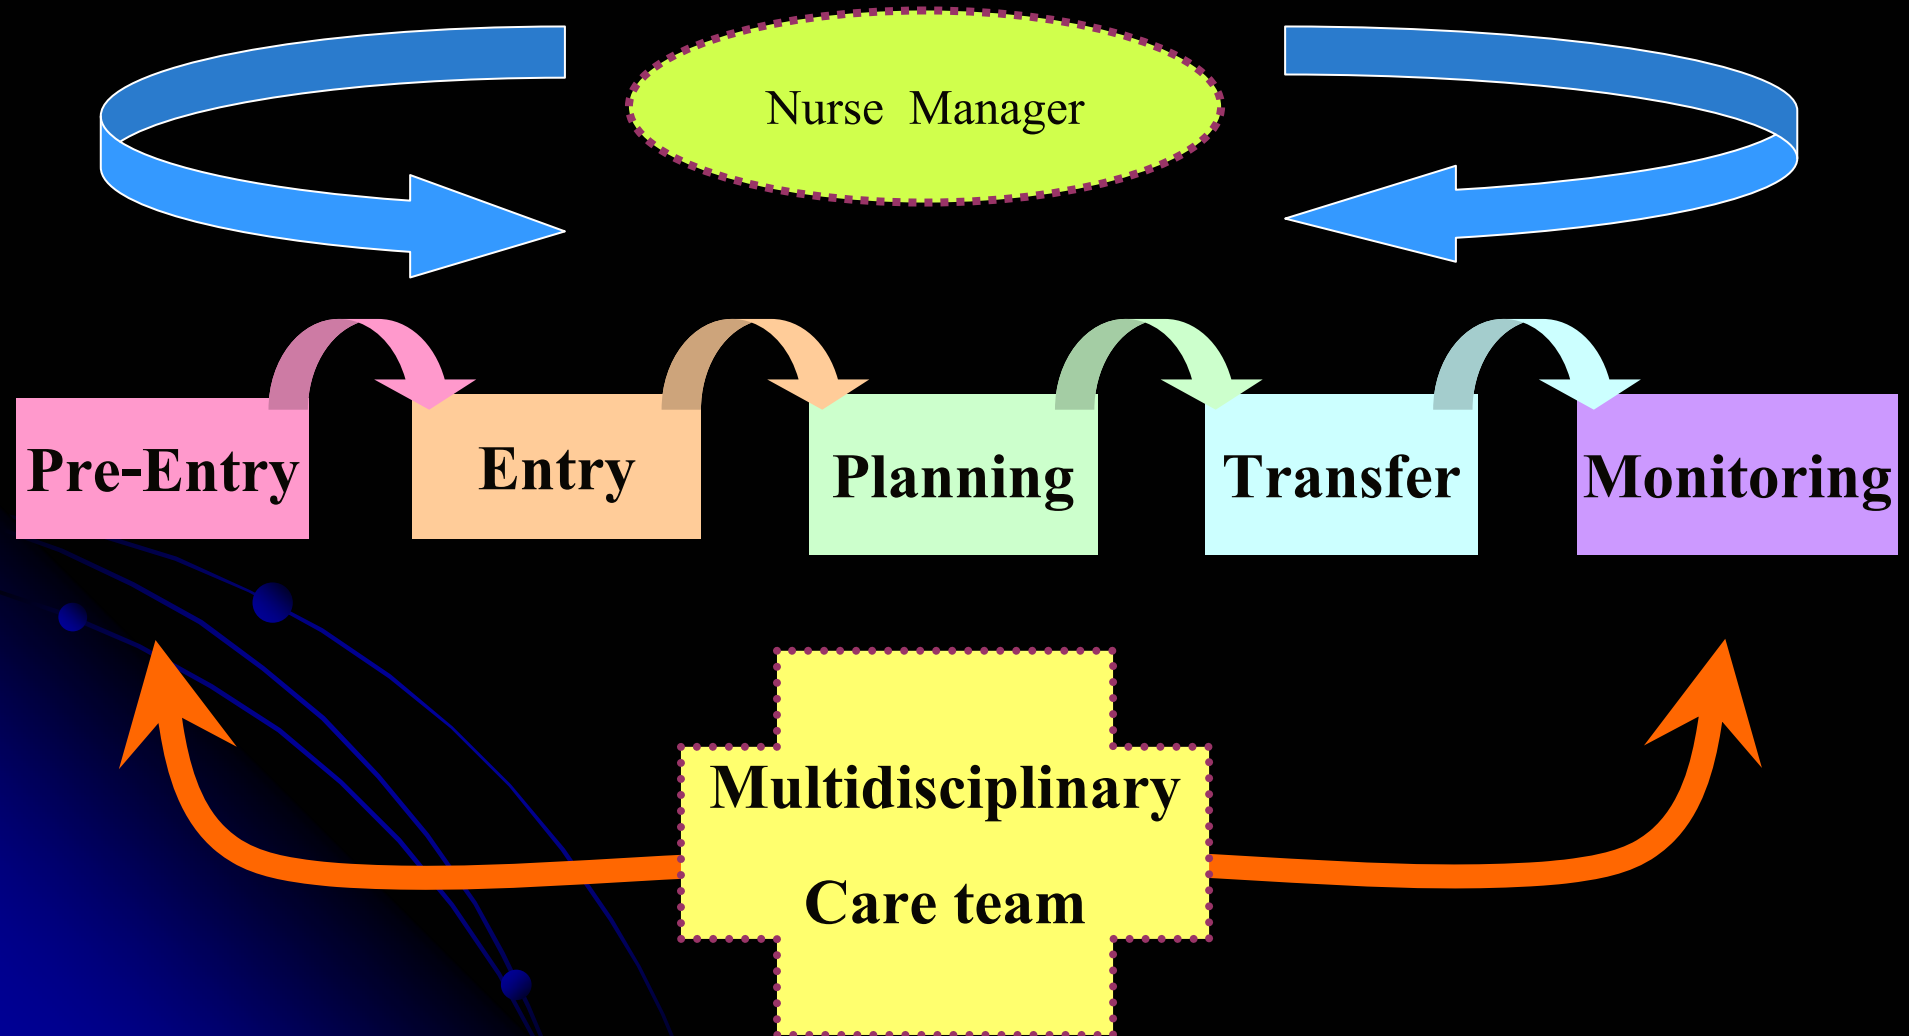 Nurse  Manager
Pre-Entry
Entry
Planning
Transfer
Monitoring
Multidisciplinary
Care team